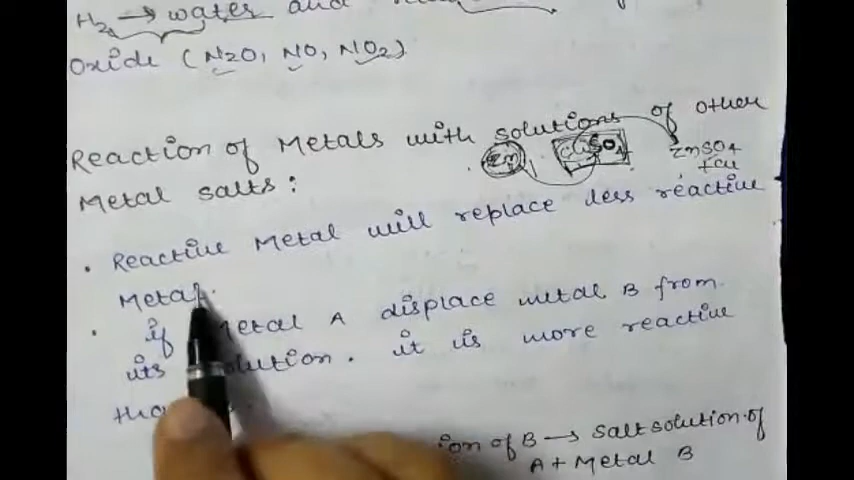 H2 → water and
Oxide (N2O, NO, NO2)
Reaction of Metals with solutions of other
Metal salts:
Zn CuSO4 ZnSO4
+Cu
• Reactive Metal will replace less reactive
Metal.
• if Metal A displace metal B from
its solution. it is more reactive
ion of B → salt solution of
A + Metal B